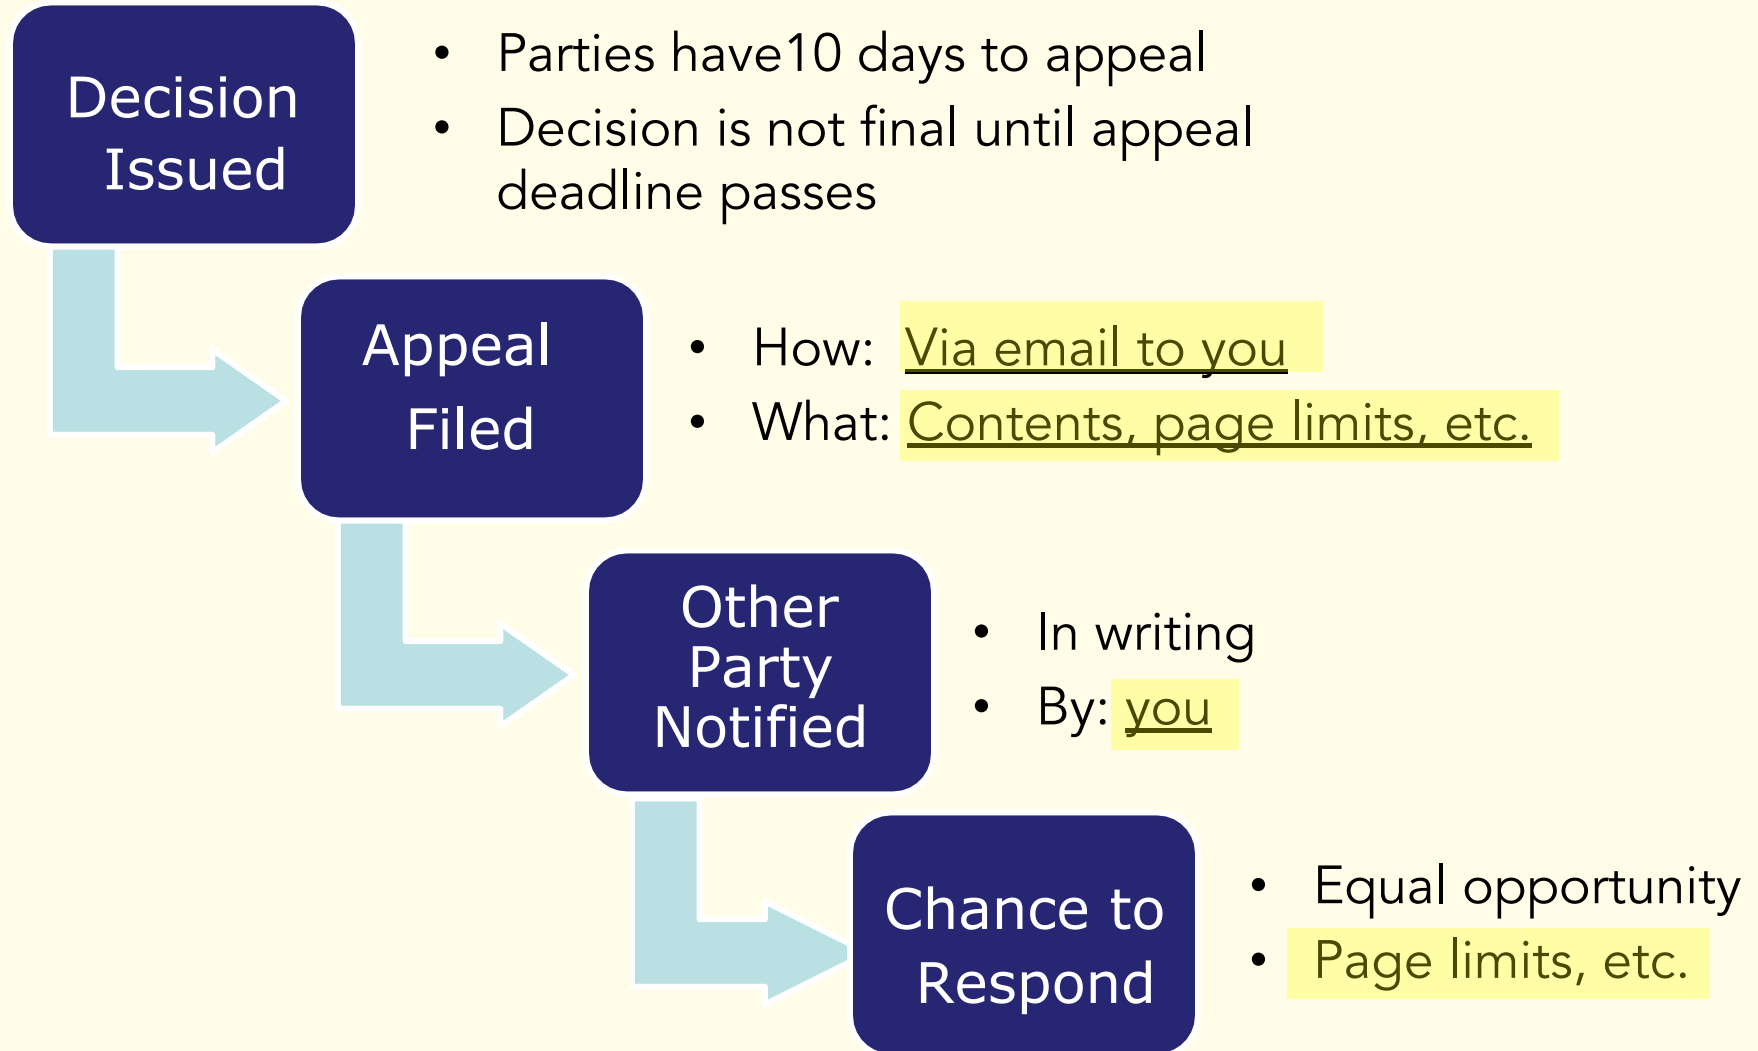 Decision
Issued
• Parties have10 days to appeal
• Decision is not final until appeal
deadline passes
Appeal
Filed
• How: Via email to you
• What: Contents, page limits, etc.
Other
Party
Notified
• In writing
• By: you
Chance to
Respond
• Equal opportunity
• Page limits, etc.